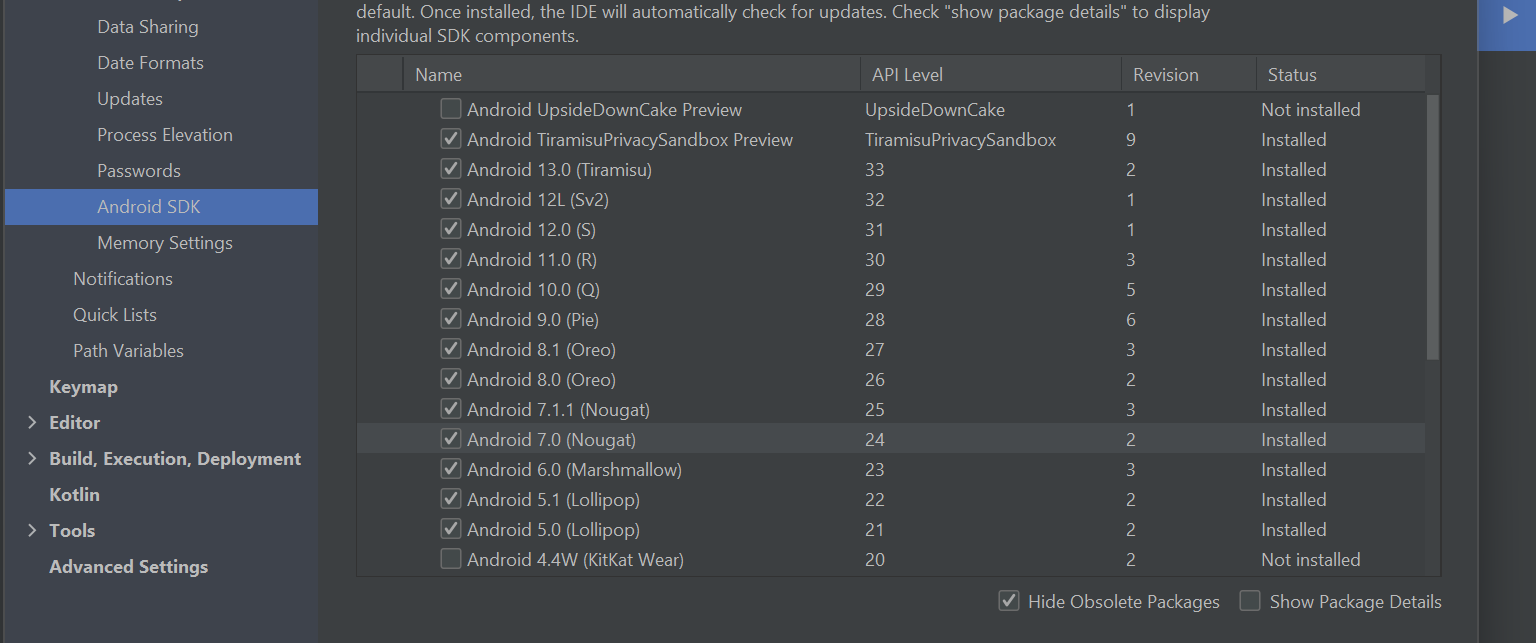 default. Once installed, the IDE will automatically check for updates. Check "show package details" to display
individual SDK components.
Data Sharing
Date Formats
Updates
Process Elevation
Passwords
Android SDK
Memory Settings
Notifications
Quick Lists
Path Variables
Keymap
Editor
Build, Execution, Deployment
Kotlin
Tools
Advanced Settings
Name API Level Revision Status
Android UpsideDownCake Preview UpsideDownCake 1 Not installed
Android TiramisuPrivacySandbox Preview TiramisuPrivacySandbox 9 Installed
Android 13.0 (Tiramisu) 33 2 Installed
Android 12L (Sv2) 32 1 Installed
Android 12.0 (S) 31 1 Installed
Android 11.0 (R) 30 3 Installed
Android 10.0 (Q) 29 5 Installed
Android 9.0 (Pie) 28 6 Installed
Android 8.1 (Oreo) 27 3 Installed
Android 8.0 (Oreo) 26 2 Installed
Android 7.1.1 (Nougat) 25 3 Installed
Android 7.0 (Nougat) 24 2 Installed
Android 6.0 (Marshmallow) 23 3 Installed
Android 5.1 (Lollipop) 22 2 Installed
Android 5.0 (Lollipop) 21 2 Installed
Android 4.4W (KitKat Wear) 20 2 Not installed
Hide Obsolete Packages Show Package Details